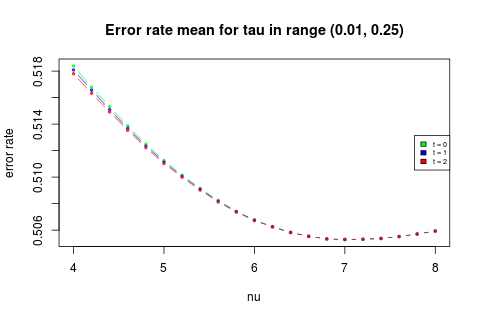 Error rate mean for tau in range (0.01, 0.25)
error rate
0.518
0.514
0.510
0.506
t = 0
t = 1
t = 2
4 5 6 7 8
nu